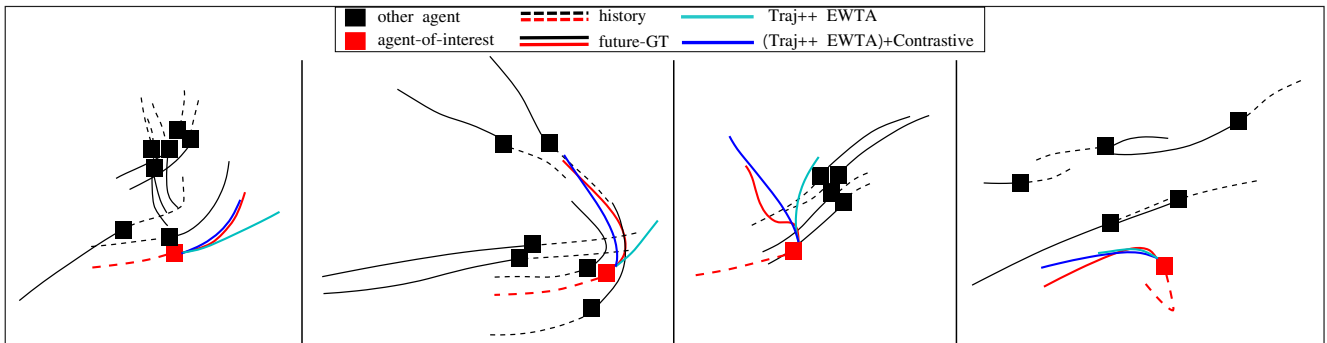 other agent history Traj++ EWTA
agent-of-interest future-GT (Traj++ EWTA)+Contrastive